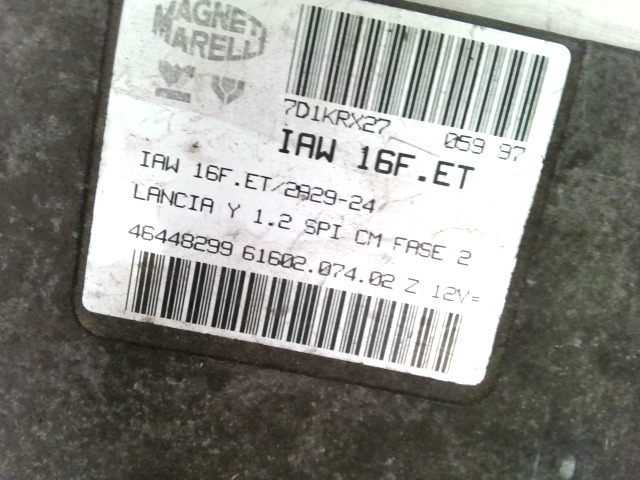 MAGNETI
MARELLI
7D1KRX27 059 97
IAW 16F.ET
IAW 16F.ET/2A29-24
LANCIA Y 1.2 SPI CM FASE 2
46448299 61602.074.02 Z 12V=